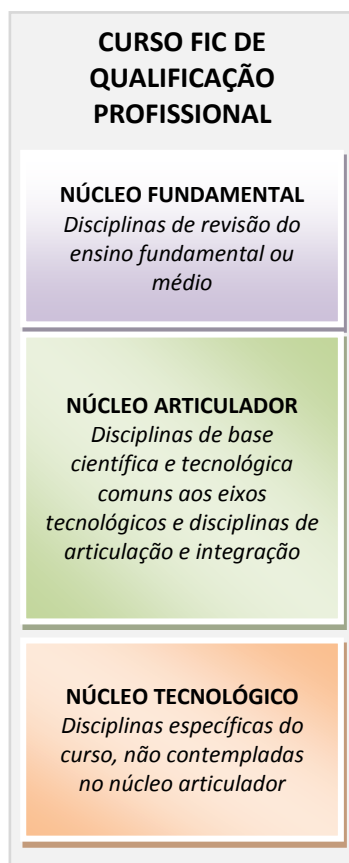 CURSO FIC DE
QUALIFICAÇÃO
PROFISSIONAL
NÚCLEO FUNDAMENTAL
Disciplinas de revisão do
ensino fundamental ou
médio
NÚCLEO ARTICULADOR
Disciplinas de base
científica e tecnológica
comuns aos eixos
tecnológicos e disciplinas de
articulação e integração
NÚCLEO TECNOLÓGICO
Disciplinas específicas do
curso, não contempladas
no núcleo articulador